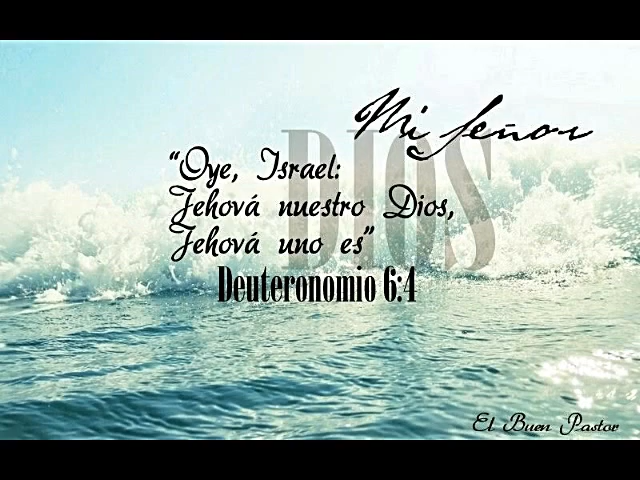 Mi Señor
DIOS
“Oye, Israel:
Jehová nuestro Dios,
Jehová uno es”
Deuteronomio 6:4
El Buen Pastor